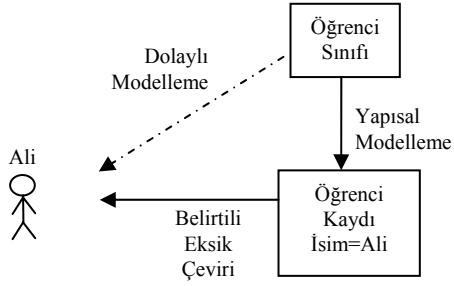 Öğrenci
Sınıfı
Dolaylı
Modelleme
Yapısal
Modelleme
Ali
Öğrenci
Kaydı
İsim=Ali
Belirtili
Eksik
Çeviri